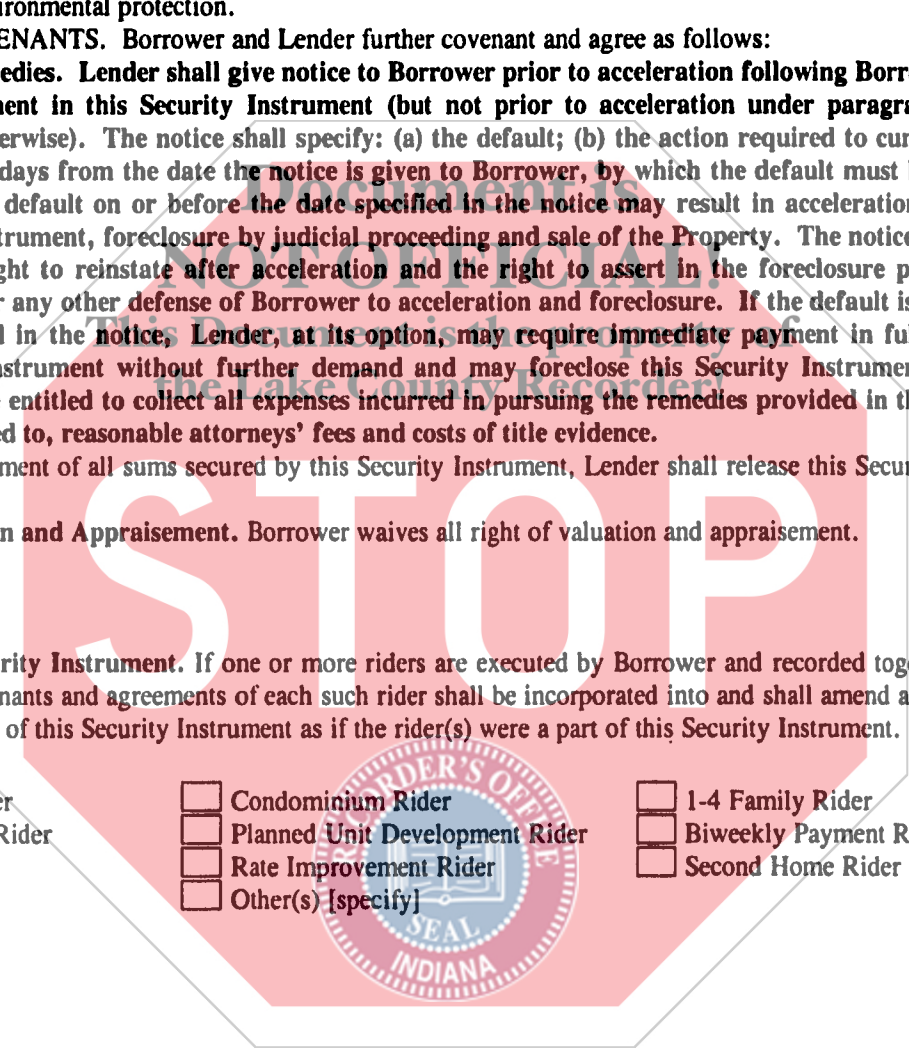 ironmental protection.
ENANTS. Borrower and Lender further covenant and agree as follows:
edies. Lender shall give notice to Borrower prior to acceleration following Borr
nent in this Security Instrument (but not prior to acceleration under paragra
erwise). The notice shall specify: (a) the default; (b) the action required to cur
days from the date the notice is given to Borrower, by which the default must
default on or before the date specified in the notice may result in acceleration
trument, foreclosure by judicial proceeding and sale of the Property. The notice
ght to reinstate after acceleration and the right to assert in the foreclosure p
r any other defense of Borrower to acceleration and foreclosure. If the default is
d in the notice, Lender, at its option, may require immediate payment in ful
nstrument without further demand and may foreclose this Security Instrumen
entitled to collect all expenses incurred in pursuing the remedies provided in th
ed to, reasonable attorneys' fees and costs of title evidence.
ment of all sums secured by this Security Instrument, Lender shall release this Secur
n and Appraisement. Borrower waives all right of valuation and appraisement.
rity Instrument. If one or more riders are executed by Borrower and recorded toge
nants and agreements of each such rider shall be incorporated into and shall amend a
of this Security Instrument as if the rider(s) were a part of this Security Instrument.
er Condominium Rider 1-4 Family Rider
Rider Planned Unit Development Rider Biweekly Payment R
Rate Improvement Rider Second Home Rider
Other(s) [specify]
Document is
NOT OFFICIAL!
This Document is the property of
the Lake County Recorder!
STOP
RECORDER'S OFFICE
SEAL
INDIANA